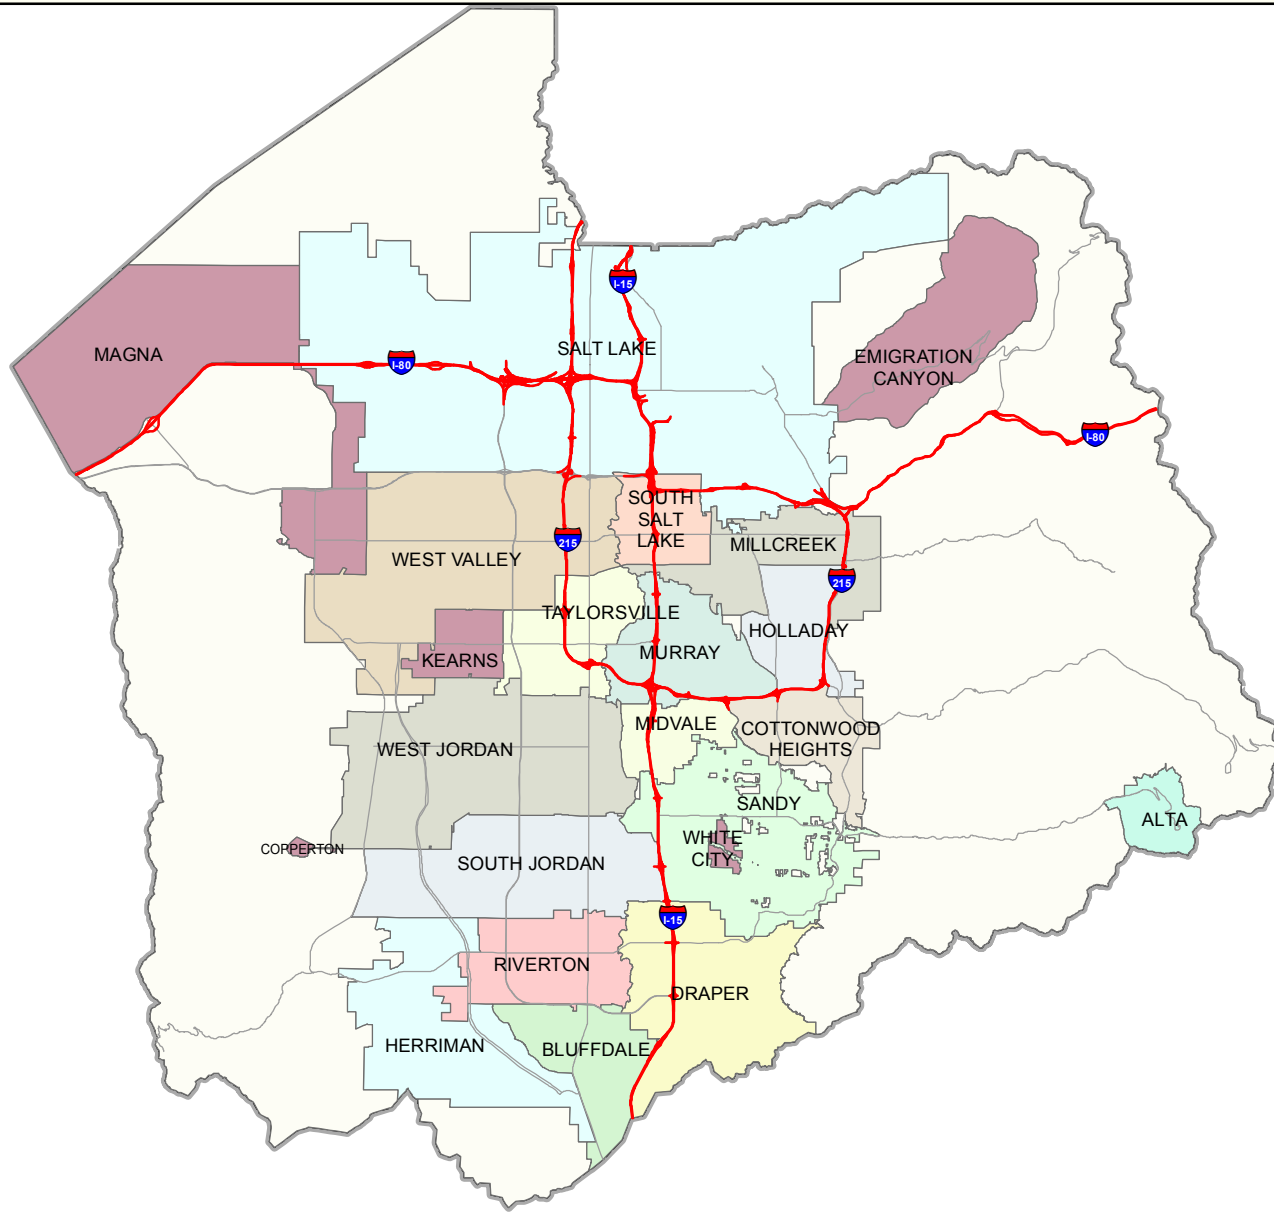 I-15
SALT LAKE
MAGNA
I-80
EMIGRATION
CANYON
I-80
SOUTH
SALT
LAKE
215
MILLCREEK
WEST VALLEY
215
TAYLORSVILLE
HOLLADAY
MURRAY
KEARNS
MIDVALE
COTTONWOOD
HEIGHTS
WEST JORDAN
SANDY
ALTA
WHITE
CITY
COPPERTON
SOUTH JORDAN
I-15
RIVERTON
DRAPER
HERRIMAN
BLUFFDALE